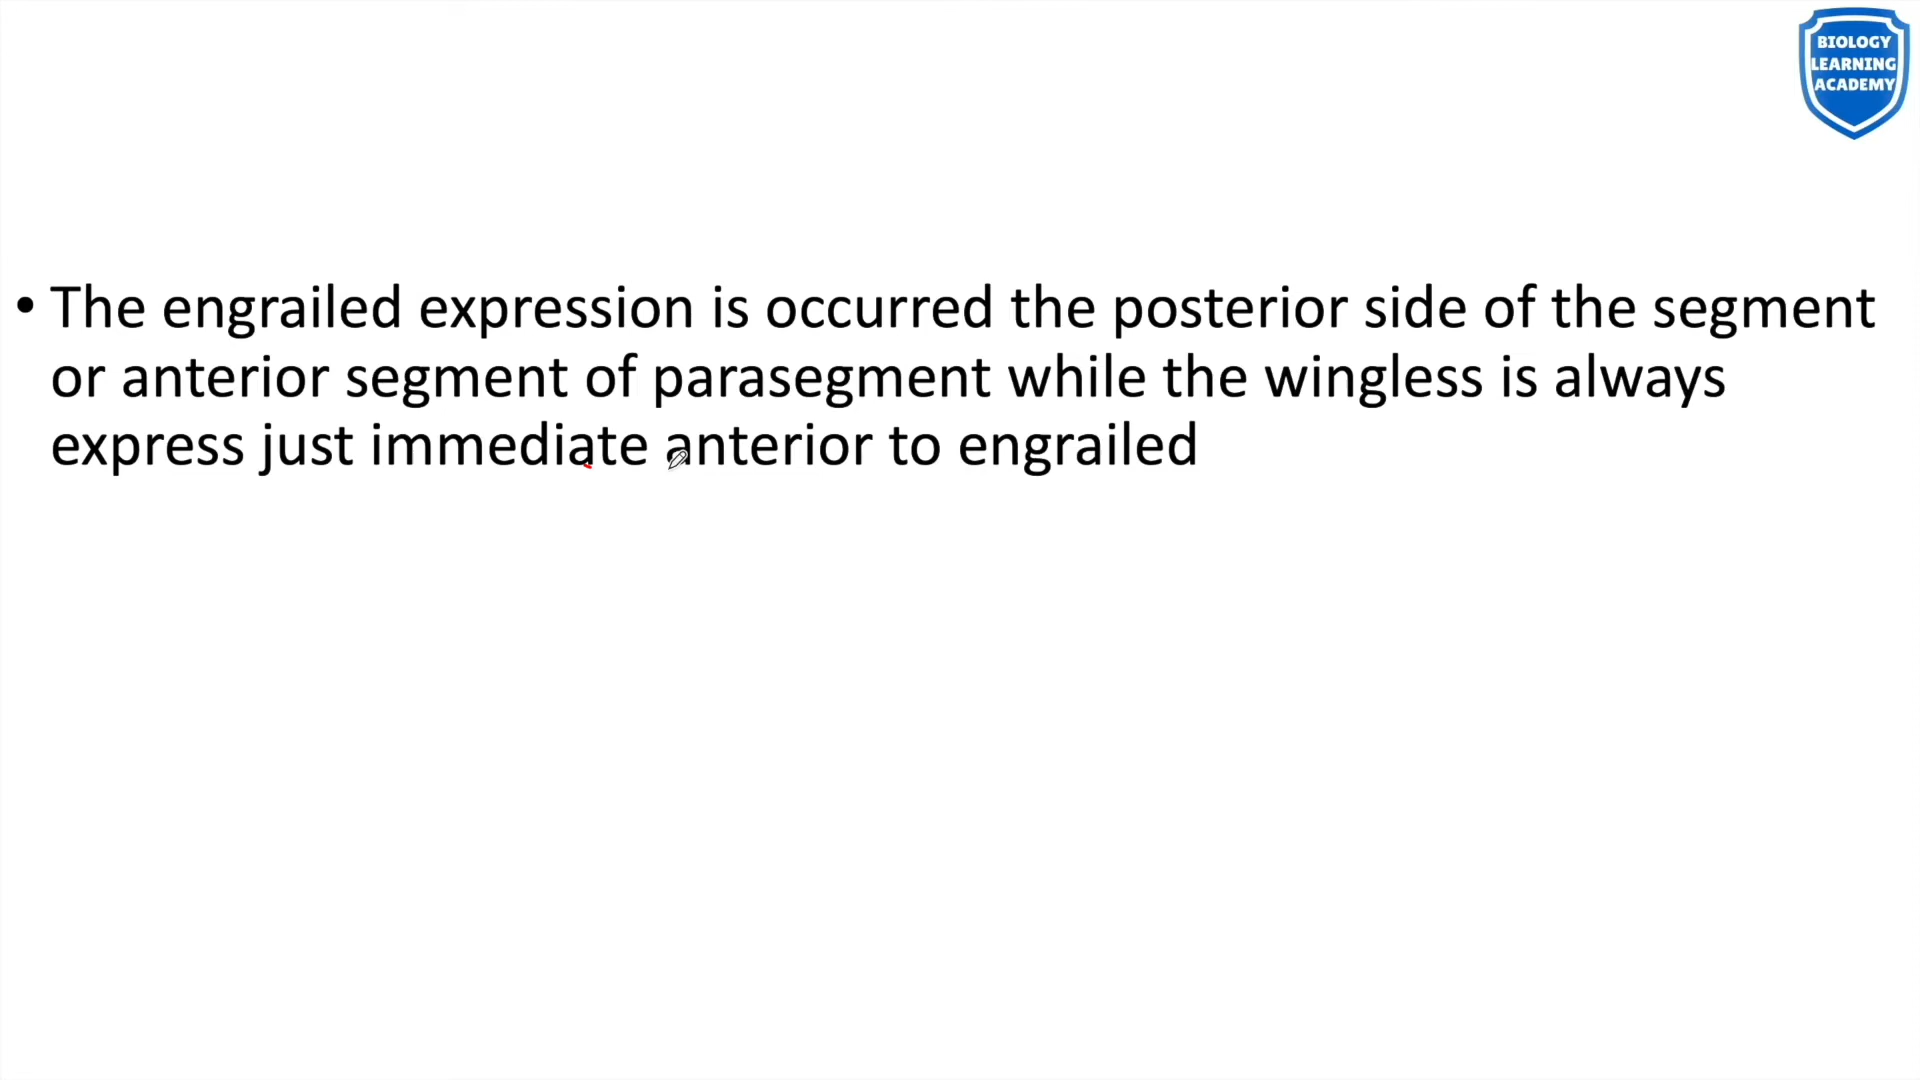 BIOLOGY
LEARNING
ACADEMY
• The engrailed expression is occurred the posterior side of the segment
or anterior segment of parasegment while the wingless is always
express just immediate anterior to engrailed